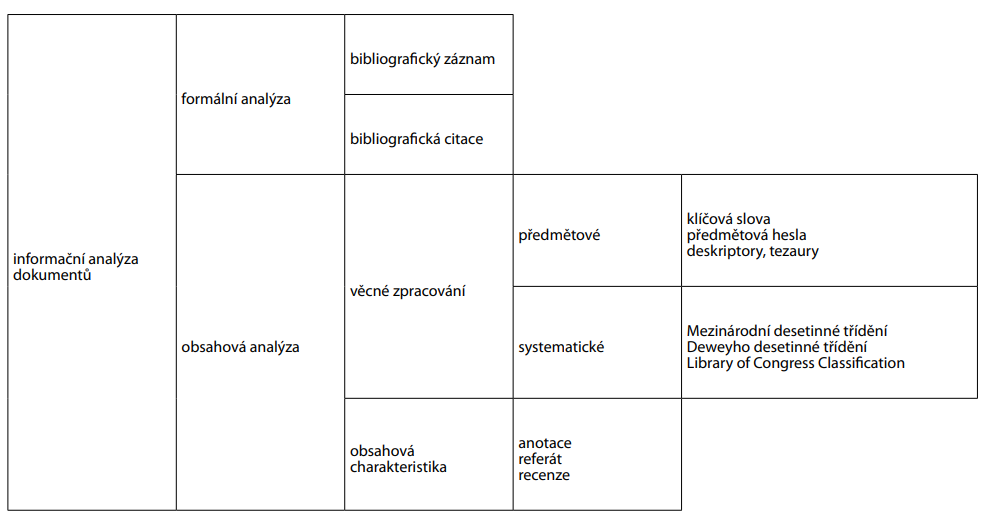 informační analýza
dokumentů
formální analýza
bibliografický záznam
bibliografická citace
obsahová analýza
věcné zpracování
předmětové
klíčová slova
předmětová hesla
deskriptory, tezaury
systematické
Mezinárodní desetinné třídění
Deweyho desetinné třídění
Library of Congress Classification
obsahová
charakteristika
anotace
referát
recenze